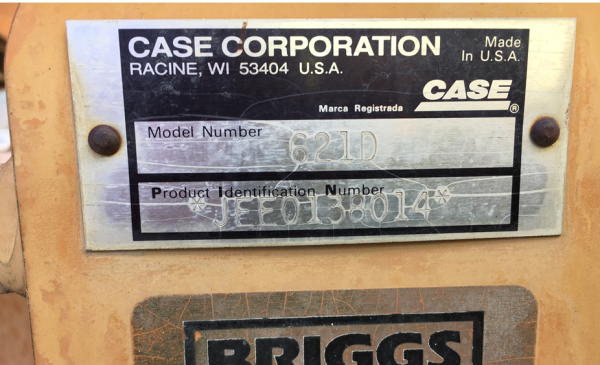 CASE CORPORATION
RACINE, WI 53404 U.S.A.
Made
In U.S.A.
CASE
Marca Registrada
®
Model Number
621D
Product Identification Number
*JEE0138014*
BRIGGS